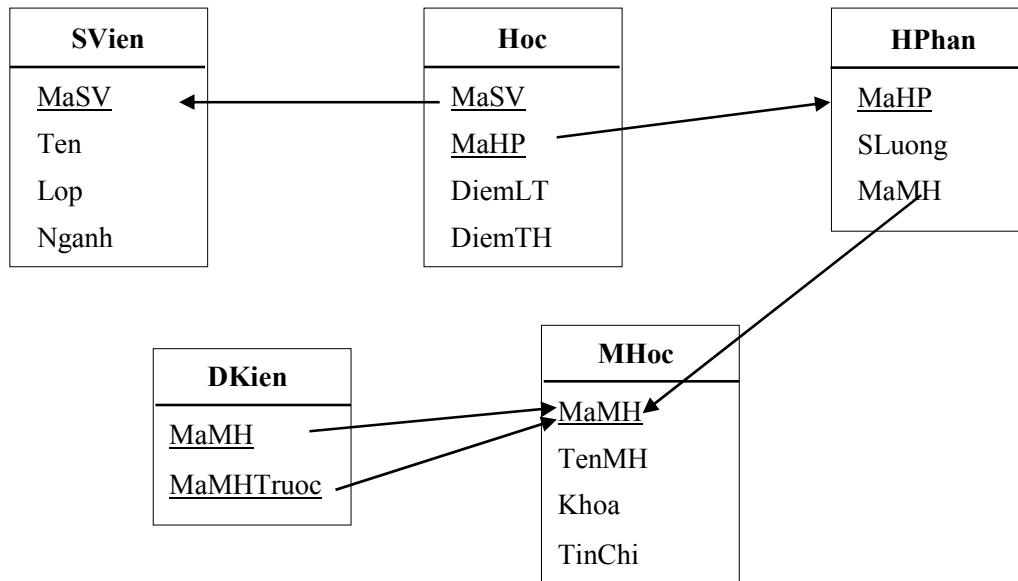 SVien
MaSV
Ten
Lop
Nganh
Hoc
MaSV
MaHP
DiemLT
DiemTH
HPhan
MaHP
SLuong
MaMH
DKien
MaMH
MaMHTruoc
MHoc
MaMH
TenMH
Khoa
TinChi